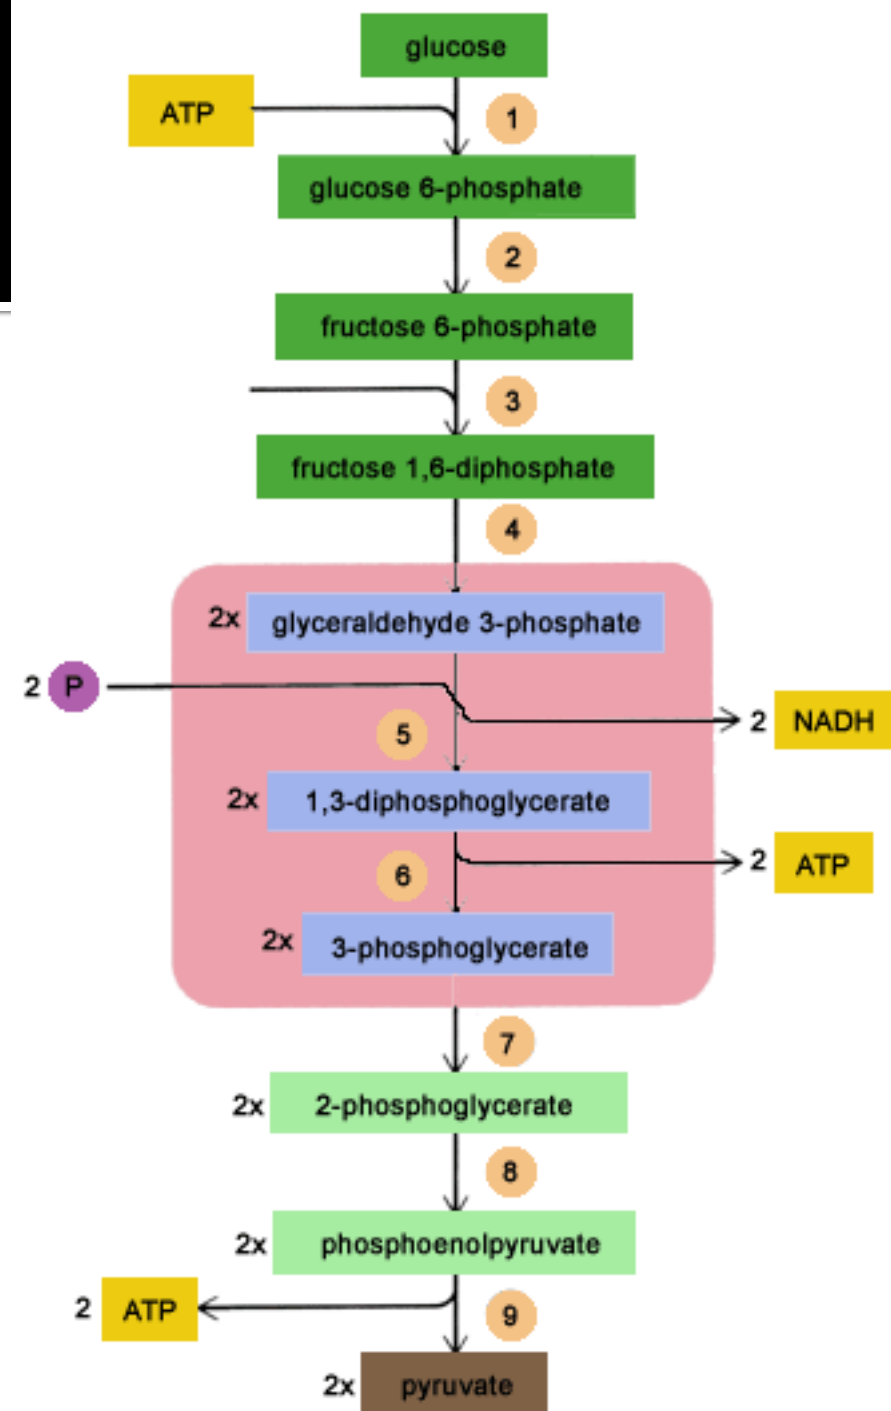 glucose
ATP
1
glucose 6-phosphate
2
fructose 6-phosphate
3
fructose 1,6-diphosphate
4
2x glyceraldehyde 3-phosphate
2 P
2 NADH
5
2x 1,3-diphosphoglycerate
2 ATP
6
2x 3-phosphoglycerate
7
2x 2-phosphoglycerate
8
2x phosphoenolpyruvate
2 ATP
9
2x pyruvate